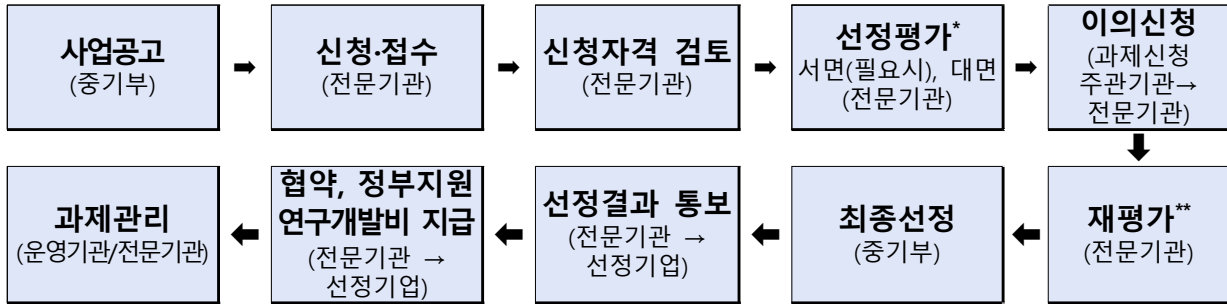 사업공고
(중기부)
➡
신청·접수
(전문기관)
➡
신청자격 검토
(전문기관)
➡
선정평가*
서면(필요시), 대면
(전문기관)
➡
이의신청
(과제신청
주관기관→
전문기관)
⬇
재평가**
(전문기관)
⬅
최종선정
(중기부)
⬅
선정결과 통보
(전문기관 →
선정기업)
⬅
협약, 정부지원
연구개발비 지급
(전문기관 →
선정기업)
⬅
과제관리
(운영기관/전문기관)